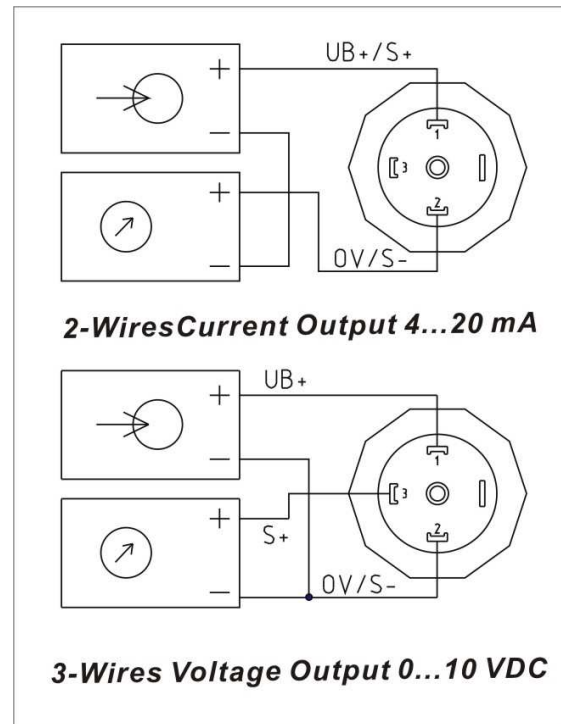 +
UB+/S+
−
1
3
+
2
−
0V/S-
2-WiresCurrent Output 4...20 mA
UB+
+
−
1
3
+
S+
2
−
0V/S-
3-Wires Voltage Output 0...10 VDC